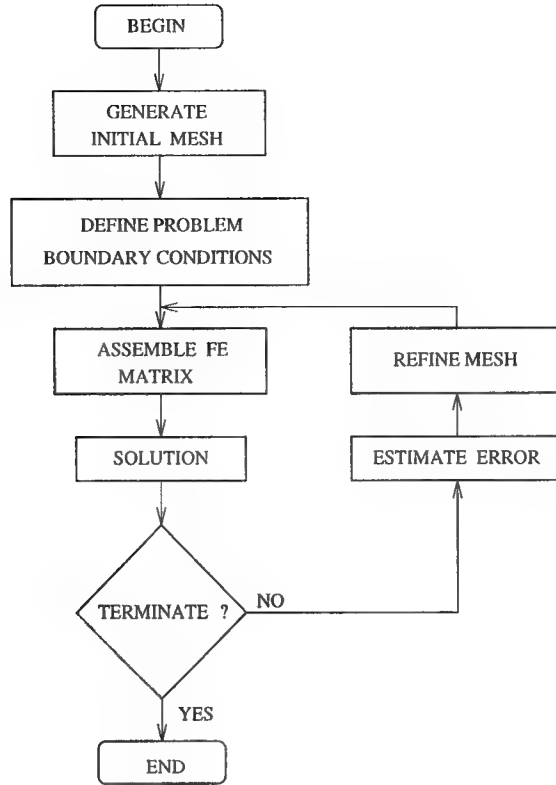 BEGIN
GENERATE
INITIAL MESH
DEFINE PROBLEM
BOUNDARY CONDITIONS
ASSEMBLE FE
MATRIX
REFINE MESH
SOLUTION
ESTIMATE ERROR
TERMINATE ?
NO
YES
END